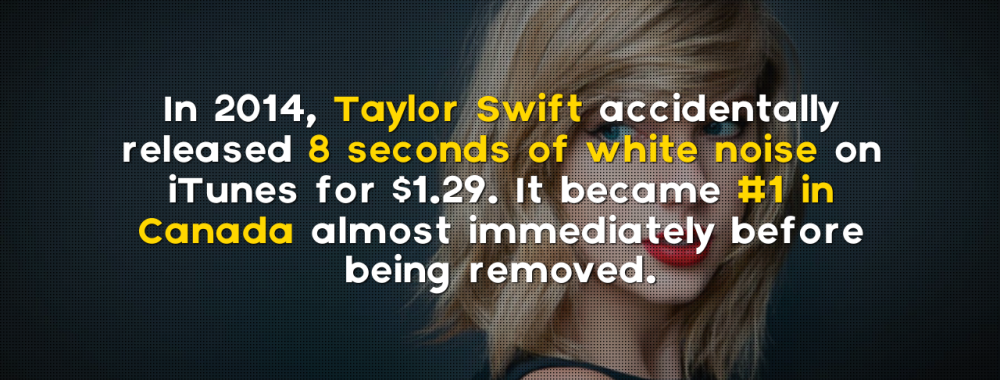 In 2014, Taylor Swift accidentally
released 8 seconds of white noise on
iTunes for $1.29. It became #1 in
Canada almost immediately before
being removed.